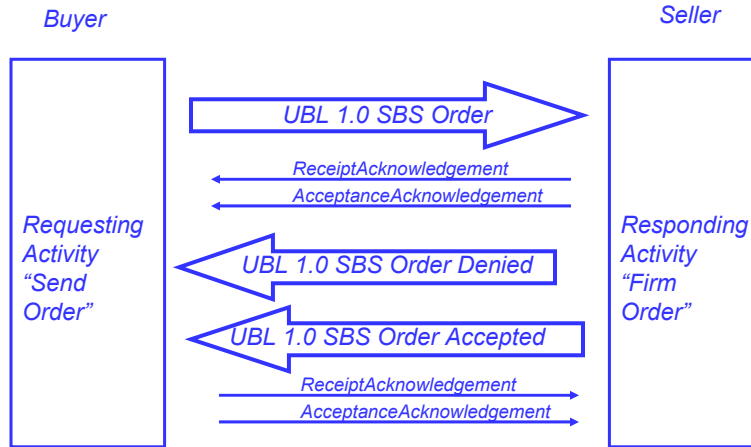 Buyer
Seller
UBL 1.0 SBS Order
ReceiptAcknowledgement
AcceptanceAcknowledgement
Requesting
Activity
“Send
Order”
UBL 1.0 SBS Order Denied
UBL 1.0 SBS Order Accepted
Responding
Activity
“Firm
Order”
ReceiptAcknowledgement
AcceptanceAcknowledgement